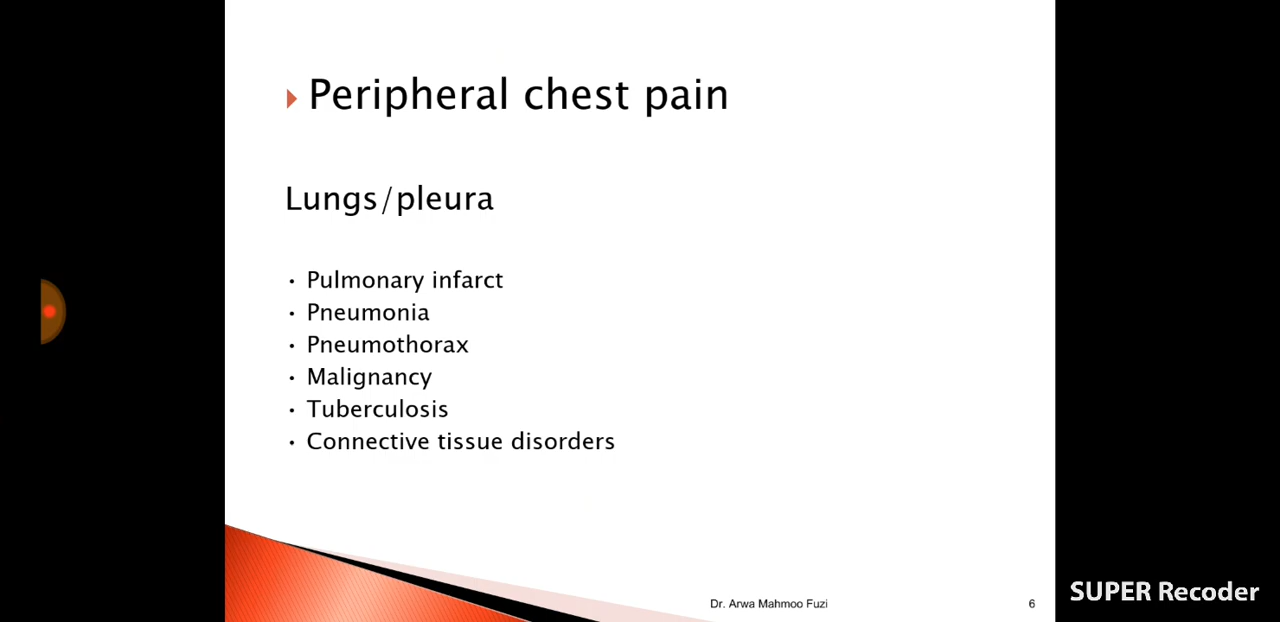 Peripheral chest pain
Lungs/pleura
• Pulmonary infarct
• Pneumonia
• Pneumothorax
• Malignancy
• Tuberculosis
• Connective tissue disorders
Dr. Arwa Mahmoo Fuzi
6
SUPER Recoder